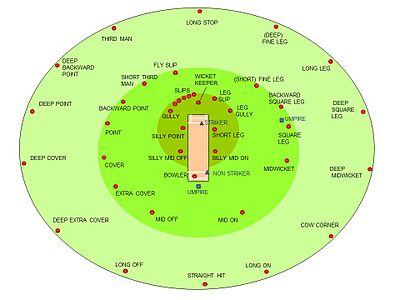 LONG STOP
THIRD MAN
(DEEP)
FINE LEG
DEEP
BACKWARD
POINT
FLY SLIP
LONG LEG
SHORT THIRD
MAN
SLIPS
WICKET
KEEPER
(SHORT) FINE LEG
LEG
SLIP
BACKWARD POINT
BACKWARD
SQUARE LEG
DEEP POINT
GULLY
LEG
GULLY
DEEP
SQUARE
LEG
UMPIRE
STRIKER
POINT
SILLY POINT
SHORT LEG
SQUARE
LEG
DEEP COVER
COVER
SILLY MID OFF
SILLY MID ON
MIDWICKET
DEEP
MIDWICKET
BOWLER
NON STRIKER
EXTRA COVER
UMPIRE
DEEP EXTRA COVER
MID OFF
MID ON
COW CORNER
LONG OFF
LONG ON
STRAIGHT HIT